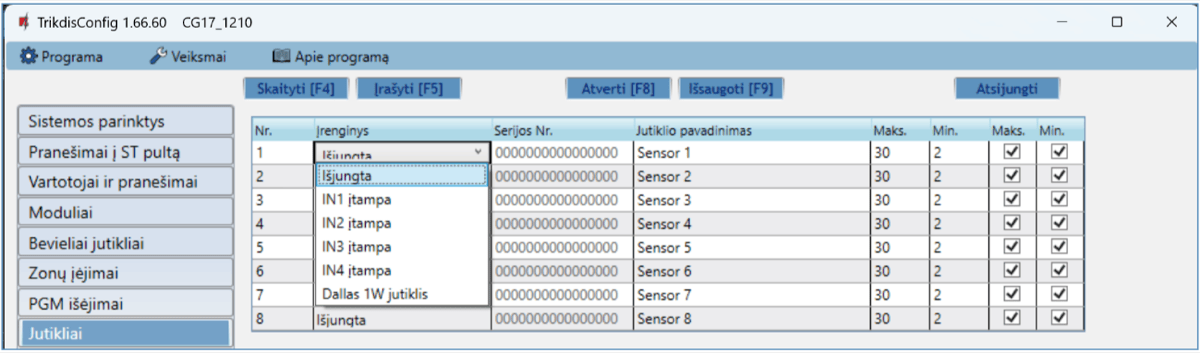 TrikdisConfig 1.66.60 CG17_1210
Programa Veiksmai Apie programą
Skaityti [F4] Įrašyti [F5] Atverti [F8] Išsaugoti [F9] Atsijungti
Sistemos parinktys
Pranešimai į ST pultą
Vartotojai ir pranešimai
Moduliai
Bevieliai jutikliai
Zonų įėjimai
PGM išėjimai
Jutikliai
Nr. Įrenginys Serijos Nr. Jutiklio pavadinimas Maks. Min. Maks. Min.
1 Išjungta 0000000000000000 Sensor 1 30 2
2 Išjungta 0000000000000000 Sensor 2 30 2
3 IN1 įtampa 0000000000000000 Sensor 3 30 2
4 IN2 įtampa 0000000000000000 Sensor 4 30 2
5 IN3 įtampa 0000000000000000 Sensor 5 30 2
6 IN4 įtampa 0000000000000000 Sensor 6 30 2
7 Dallas 1W jutiklis 0000000000000000 Sensor 7 30 2
8 Išjungta 0000000000000000 Sensor 8 30 2